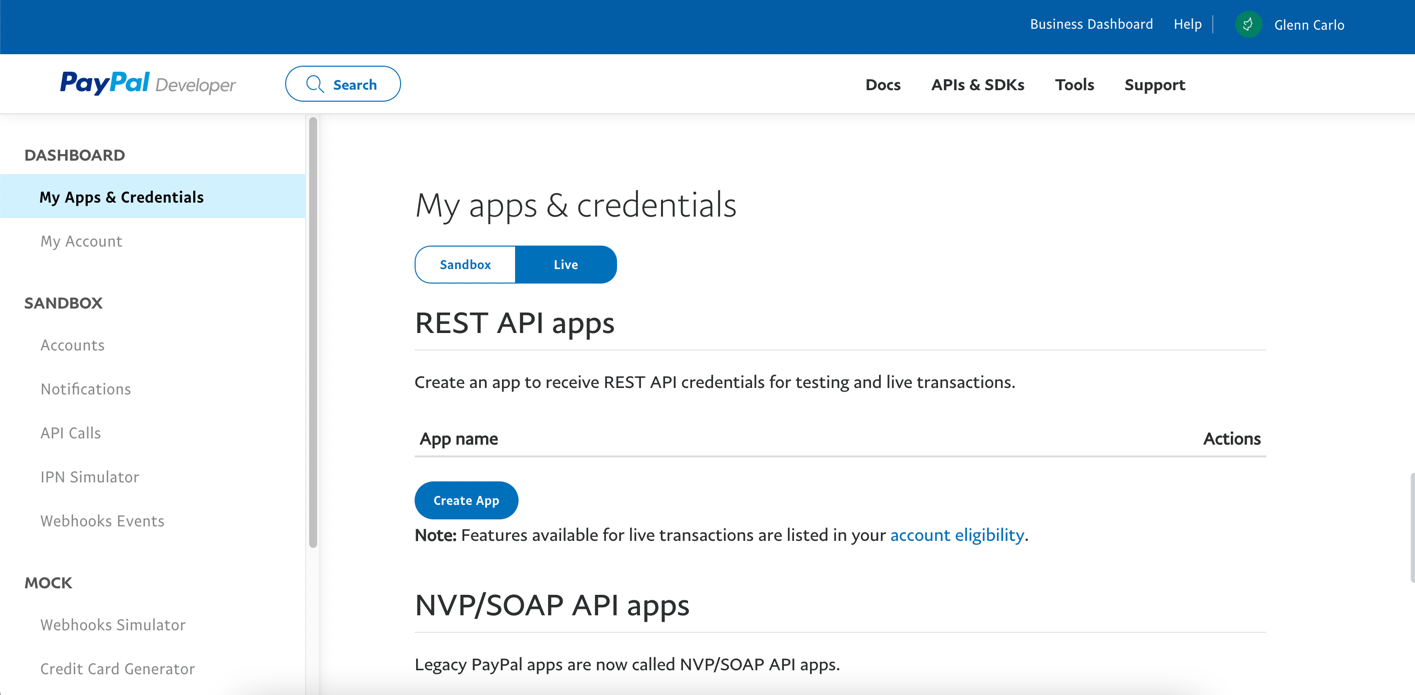 Business Dashboard Help Glenn Carlo
PayPal Developer Search Docs APIs & SDKs Tools Support
DASHBOARD
My Apps & Credentials
My Account
SANDBOX
Accounts
Notifications
API Calls
IPN Simulator
Webhooks Events
MOCK
Webhooks Simulator
Credit Card Generator
My apps & credentials
Sandbox Live
REST API apps
Create an app to receive REST API credentials for testing and live transactions.
App name Actions
Create App
Note: Features available for live transactions are listed in your account eligibility.
NVP/SOAP API apps
Legacy PayPal apps are now called NVP/SOAP API apps.